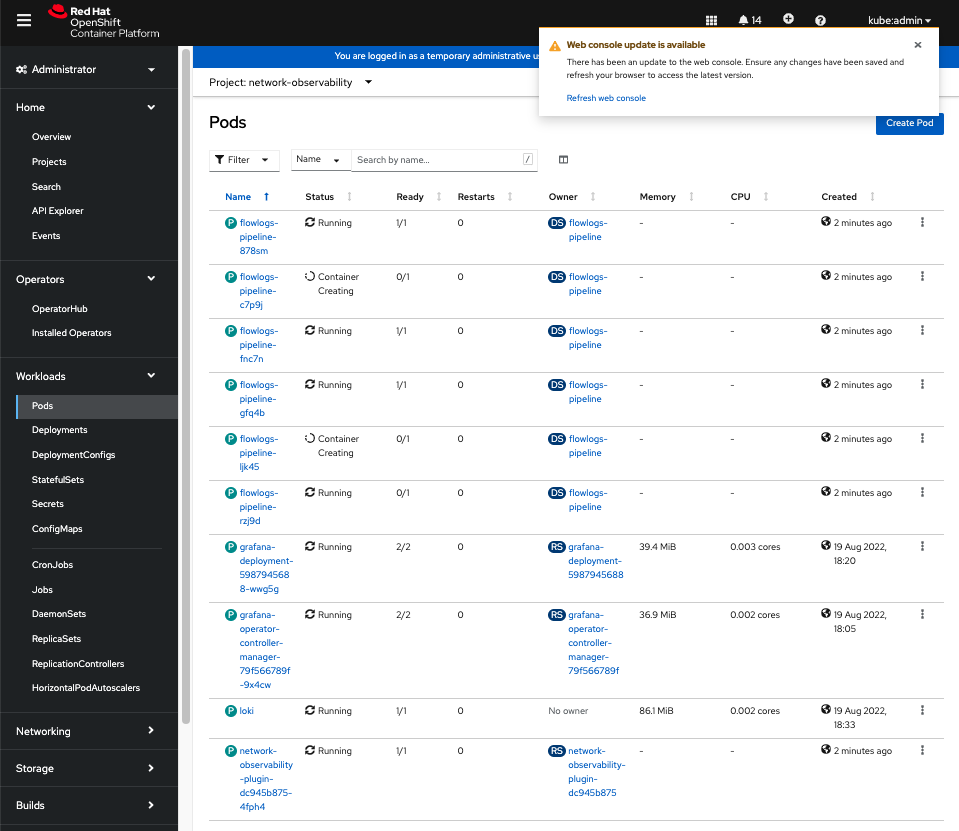 Red Hat
OpenShift
Container Platform
14
kube:admin
Web console update is available
There has been an update to the web console. Ensure any changes have been saved and
refresh your browser to access the latest version.
Refresh web console
You are logged in as a temporary administrative us
Administrator
Home
Overview
Projects
Search
API Explorer
Events
Operators
OperatorHub
Installed Operators
Workloads
Pods
Deployments
DeploymentConfigs
StatefulSets
Secrets
ConfigMaps
CronJobs
Jobs
DaemonSets
ReplicaSets
ReplicationControllers
HorizontalPodAutoscalers
Networking
Storage
Builds
Project: network-observability
Pods
Create Pod
Filter Name Search by name... /
Name Status Ready Restarts Owner Memory CPU Created
P flowlogs- Running 1/1 0 DS flowlogs- - - 2 minutes ago
pipeline- pipeline
878sm
P flowlogs- Container 0/1 0 DS flowlogs- - - 2 minutes ago
pipeline- Creating pipeline
c7p9j
P flowlogs- Running 1/1 0 DS flowlogs- - - 2 minutes ago
pipeline- pipeline
fnc7n
P flowlogs- Running 1/1 0 DS flowlogs- - - 2 minutes ago
pipeline- pipeline
gfq4b
P flowlogs- Container 0/1 0 DS flowlogs- - - 2 minutes ago
pipeline- Creating pipeline
ljk45
P flowlogs- Running 0/1 0 DS flowlogs- - - 2 minutes ago
pipeline- pipeline
rzj9d
P grafana- Running 2/2 0 RS grafana- 39.4 MiB 0.003 cores 19 Aug 2022,
deployment- deployment- 18:20
598794568 5987945688
8-wwg5g
P grafana- Running 2/2 0 RS grafana- 36.9 MiB 0.002 cores 19 Aug 2022,
operator- operator- 18:05
controller- controller-
manager- manager-
79f566789f 79f566789f
-9x4cw
P loki Running 1/1 0 No owner 86.1 MiB 0.002 cores 19 Aug 2022,
18:33
P network- Running 1/1 0 RS network- - - 2 minutes ago
observability observability-
-plugin- plugin-
dc945b875- dc945b875
4fph4